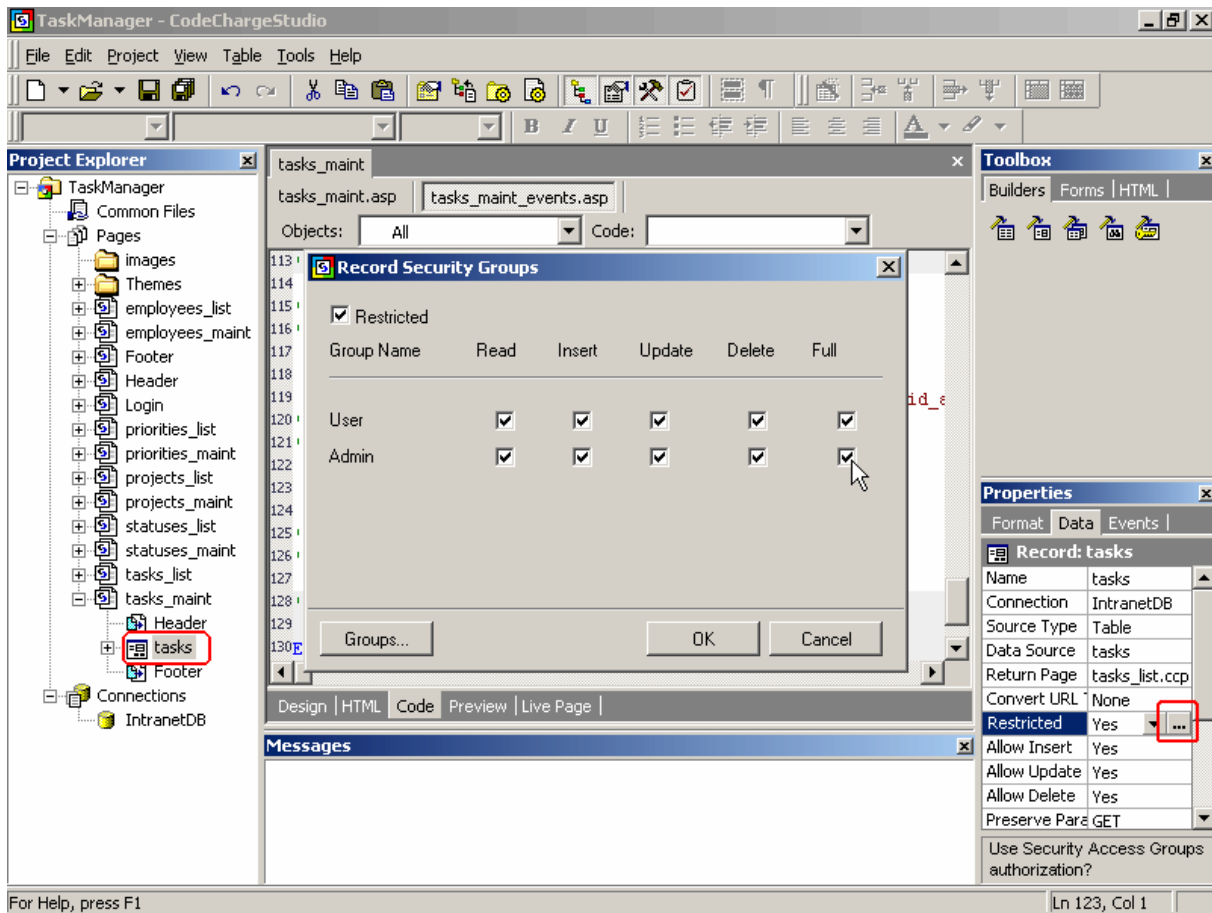 TaskManager - CodeChargeStudio
File Edit Project View Table Tools Help
B I U A
Project Explorer
TaskManager
Common Files
Pages
images
Themes
employees_list
employees_maint
Footer
Header
Login
priorities_list
priorities_maint
projects_list
projects_maint
statuses_list
statuses_maint
tasks_list
tasks_maint
Header
tasks
Footer
Connections
IntranetDB
tasks_maint
tasks_maint.asp tasks_maint_events.asp
Objects: All Code:
113
114
115
116
117
118
119
120
121
122
123
124
125
126
127
128
129
130
id_
Record Security Groups
Restricted
Group Name Read Insert Update Delete Full
User
Admin
Groups... OK Cancel
Design HTML Code Preview Live Page
Messages
Toolbox
Builders Forms HTML
Properties
Format Data Events
Record: tasks
Name tasks
Connection IntranetDB
Source Type Table
Data Source tasks
Return Page tasks_list.ccp
Convert URL None
Restricted Yes ...
Allow Insert Yes
Allow Update Yes
Allow Delete Yes
Preserve Para GET
Use Security Access Groups
authorization?
For Help, press F1
Ln 123, Col 1